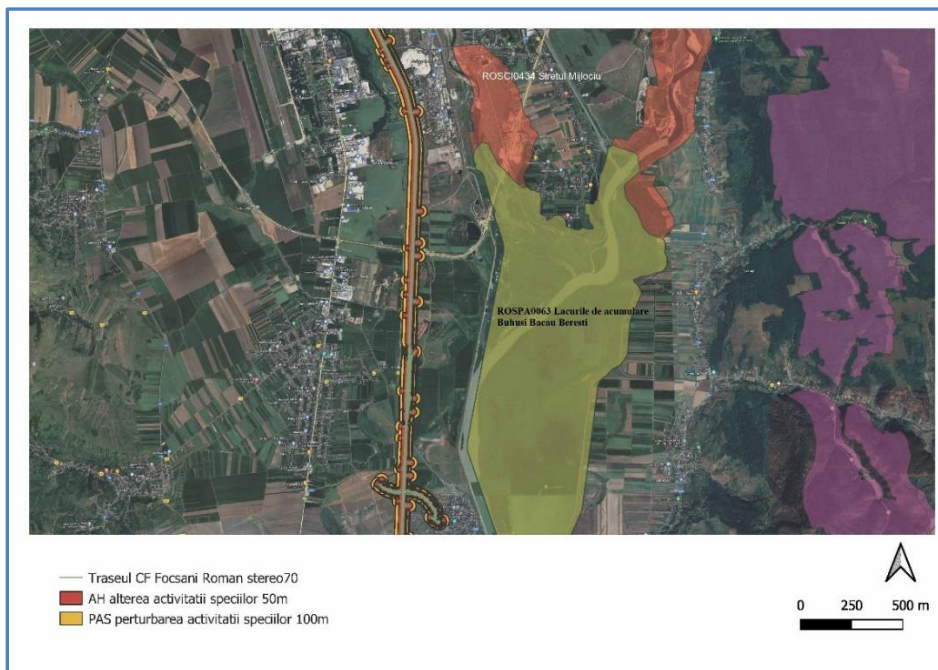 ROSCI0434 Siretul Mijlociu
ROSPA0063 Lacurile de acumulare
Buhusi Bacau Beresti
Traseul CF Focsani Roman stereo70
AH alterea activitatii speciilor 50m
PAS perturbarea activitatii speciilor 100m
0 250 500 m